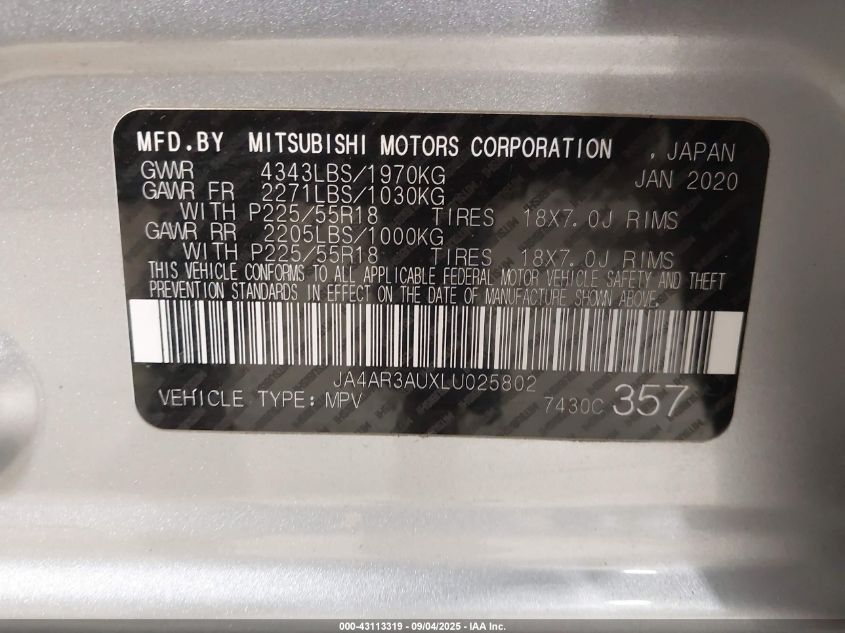 MFD.BY MITSUBISHI MOTORS CORPORATION , JAPAN
GVWR 4343LBS/1970KG JAN 2020
GAWR FR 2271LBS/1030KG
WITH P225/55R18 TIRES 18X7.0J RIMS
GAWR RR 2205LBS/1000KG
WITH P225/55R18 TIRES 18X7.0J RIMS
THIS VEHICLE CONFORMS TO ALL APPLICABLE FEDERAL MOTOR VEHICLE SAFETY AND THEFT
PREVENTION STANDARDS IN EFFECT ON THE DATE OF MANUFACTURE SHOWN ABOVE.
JA4AR3AUXLU025802
VEHICLE TYPE: MPV 7430C 357
000-43113319 - 09/04/2025 - IAA Inc.